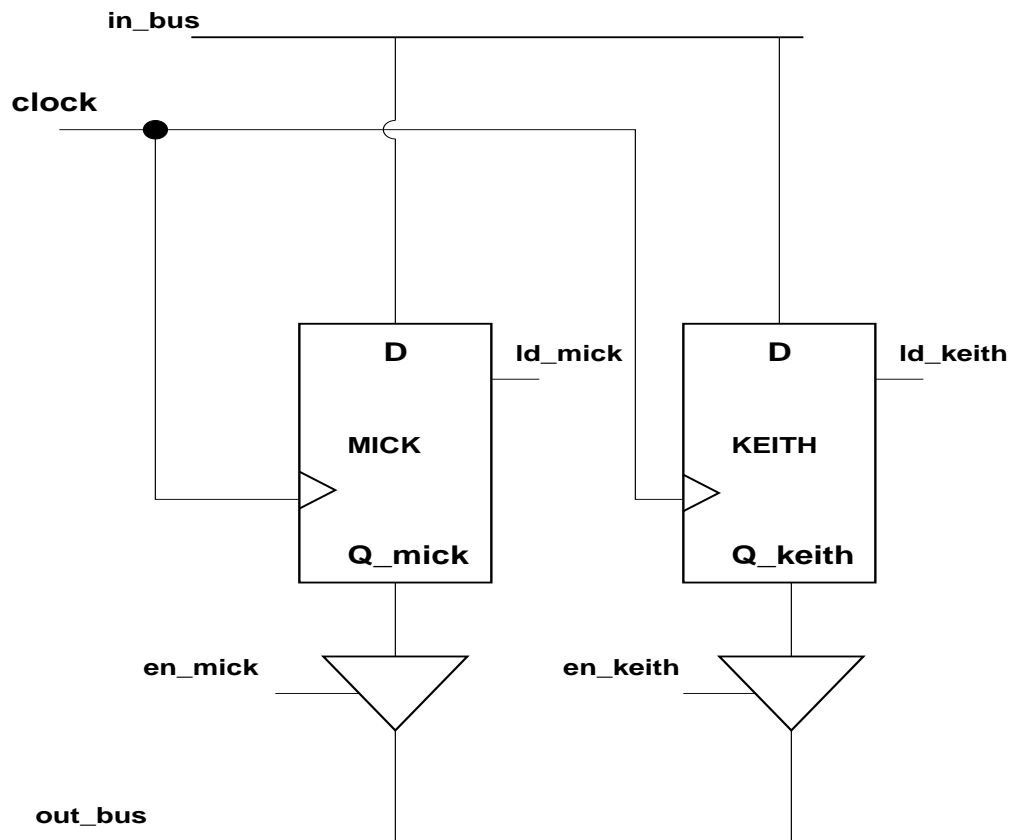 in_bus
clock
D
ld_mick
D
ld_keith
MICK
KEITH
Q_mick
Q_keith
en_mick
en_keith
out_bus